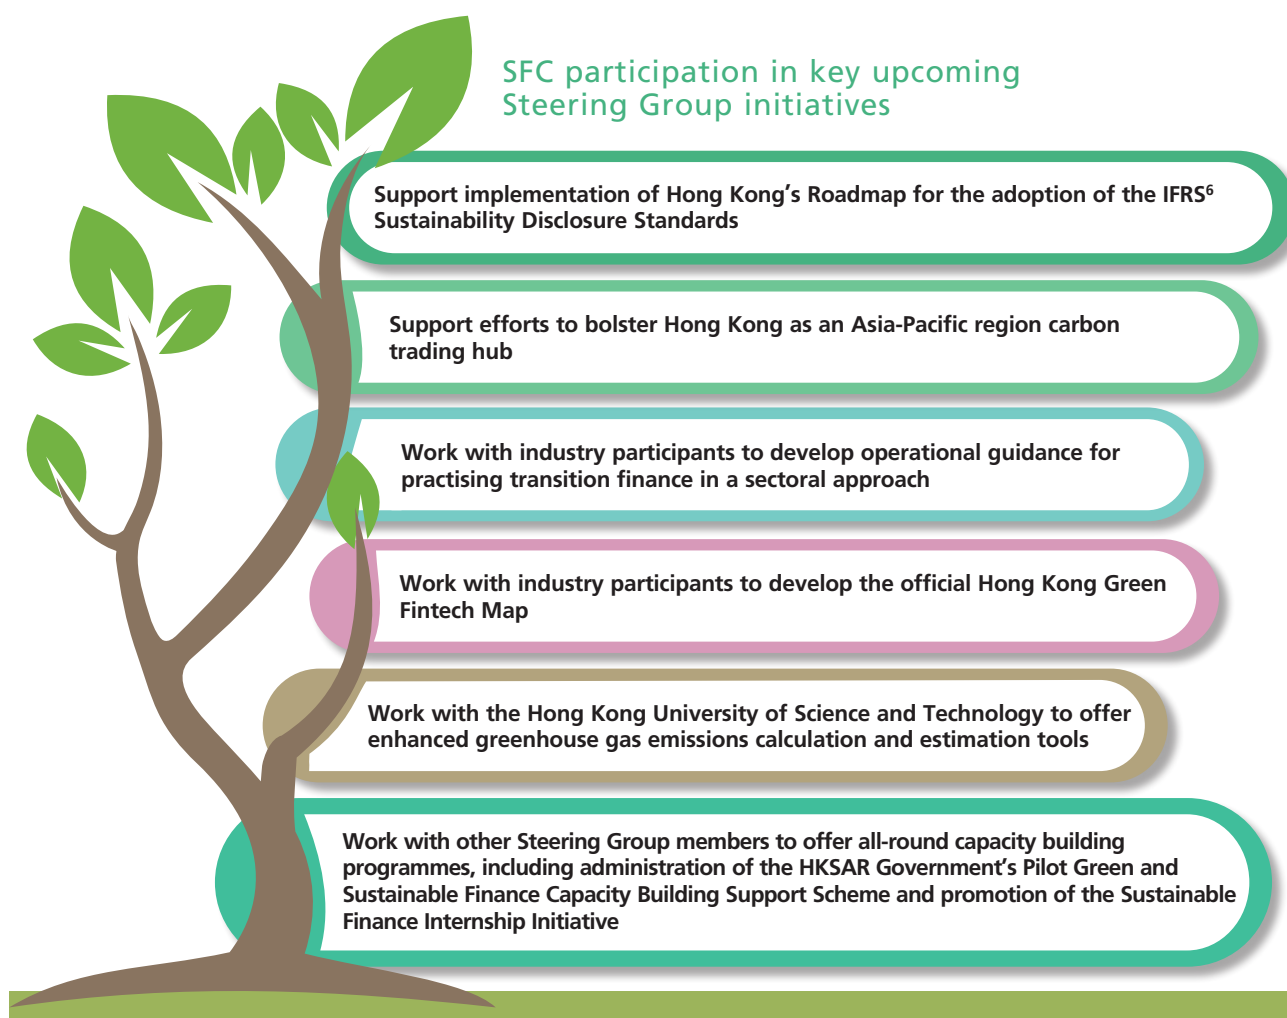 SFC participation in key upcoming
Steering Group initiatives
Support implementation of Hong Kong’s Roadmap for the adoption of the IFRS⁶
Sustainability Disclosure Standards
Support efforts to bolster Hong Kong as an Asia-Pacific region carbon
trading hub
Work with industry participants to develop operational guidance for
practising transition finance in a sectoral approach
Work with industry participants to develop the official Hong Kong Green
Fintech Map
Work with the Hong Kong University of Science and Technology to offer
enhanced greenhouse gas emissions calculation and estimation tools
Work with other Steering Group members to offer all-round capacity building
programmes, including administration of the HKSAR Government’s Pilot Green and
Sustainable Finance Capacity Building Support Scheme and promotion of the Sustainable
Finance Internship Initiative